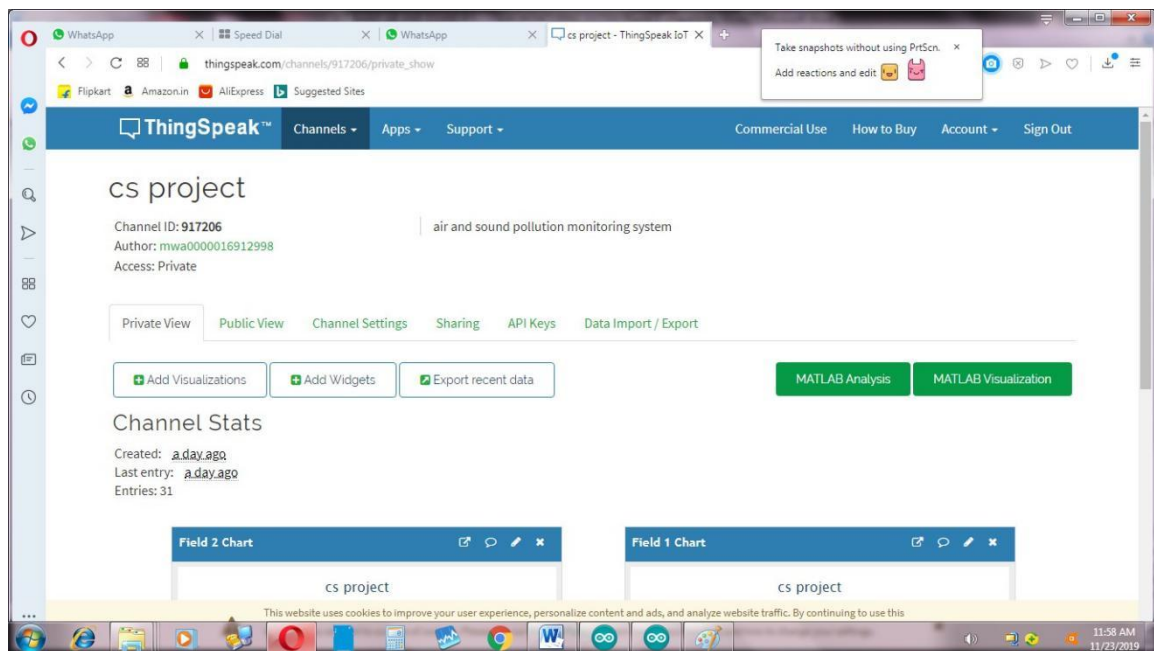 WhatsApp
Speed Dial
WhatsApp
cs project - ThingSpeak IoT
Take snapshots without using PrtScn.
Add reactions and edit
thingspeak.com/channels/917206/private_show
Flipkart
Amazon.in
AliExpress
Suggested Sites
ThingSpeak™
Channels
Apps
Support
Commercial Use
How to Buy
Account
Sign Out
cs project
Channel ID: 917206
air and sound pollution monitoring system
Author: mwa0000016912998
Access: Private
Private View
Public View
Channel Settings
Sharing
API Keys
Data Import / Export
Add Visualizations
Add Widgets
Export recent data
MATLAB Analysis
MATLAB Visualization
Channel Stats
Created: a day ago
Last entry: a day ago
Entries: 31
Field 2 Chart
Field 1 Chart
cs project
cs project
This website uses cookies to improve your user experience, personalize content and ads, and analyze website traffic. By continuing to use this
11:58 AM
11/23/2019